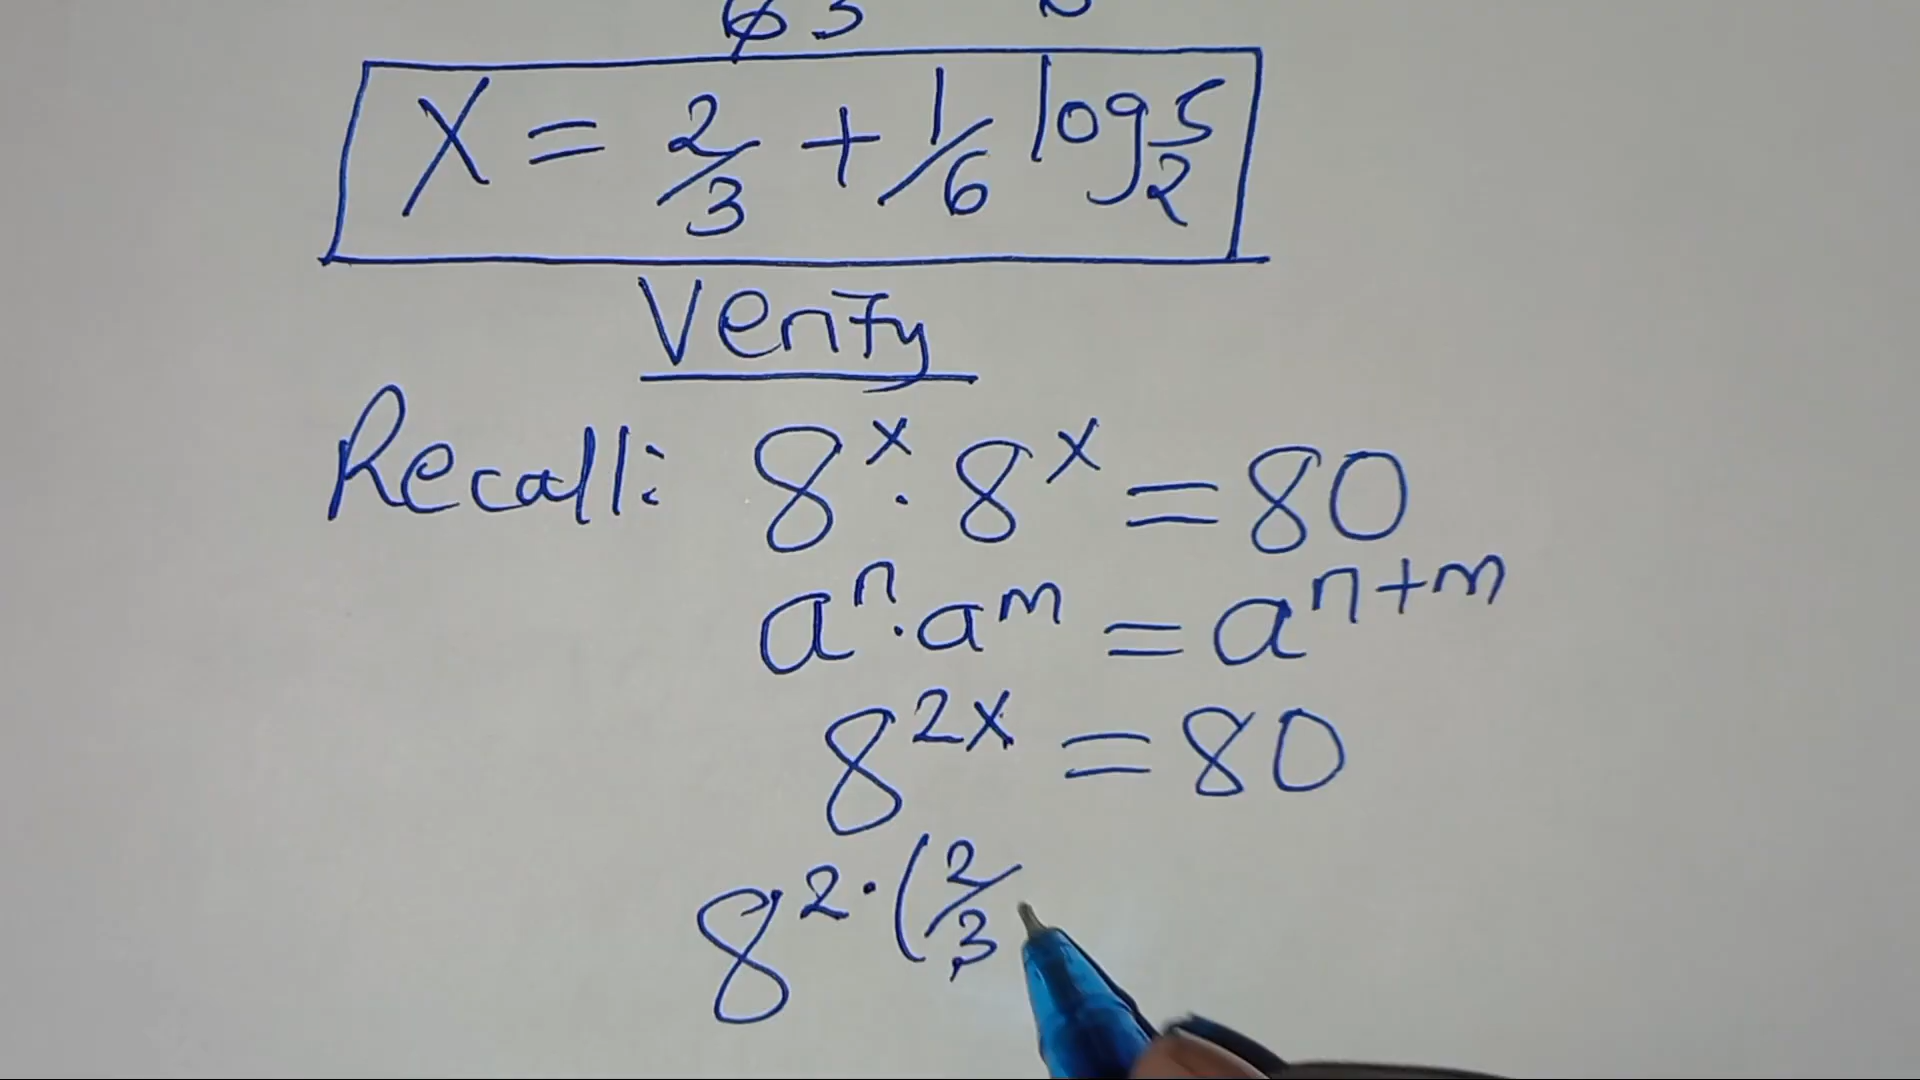 X = 2/3 + 1/6 log 5/2
Verify
Recall: 8^x · 8^x = 80
a^n · a^m = a^(n+m)
8^(2x) = 80
8^(2·(2/3